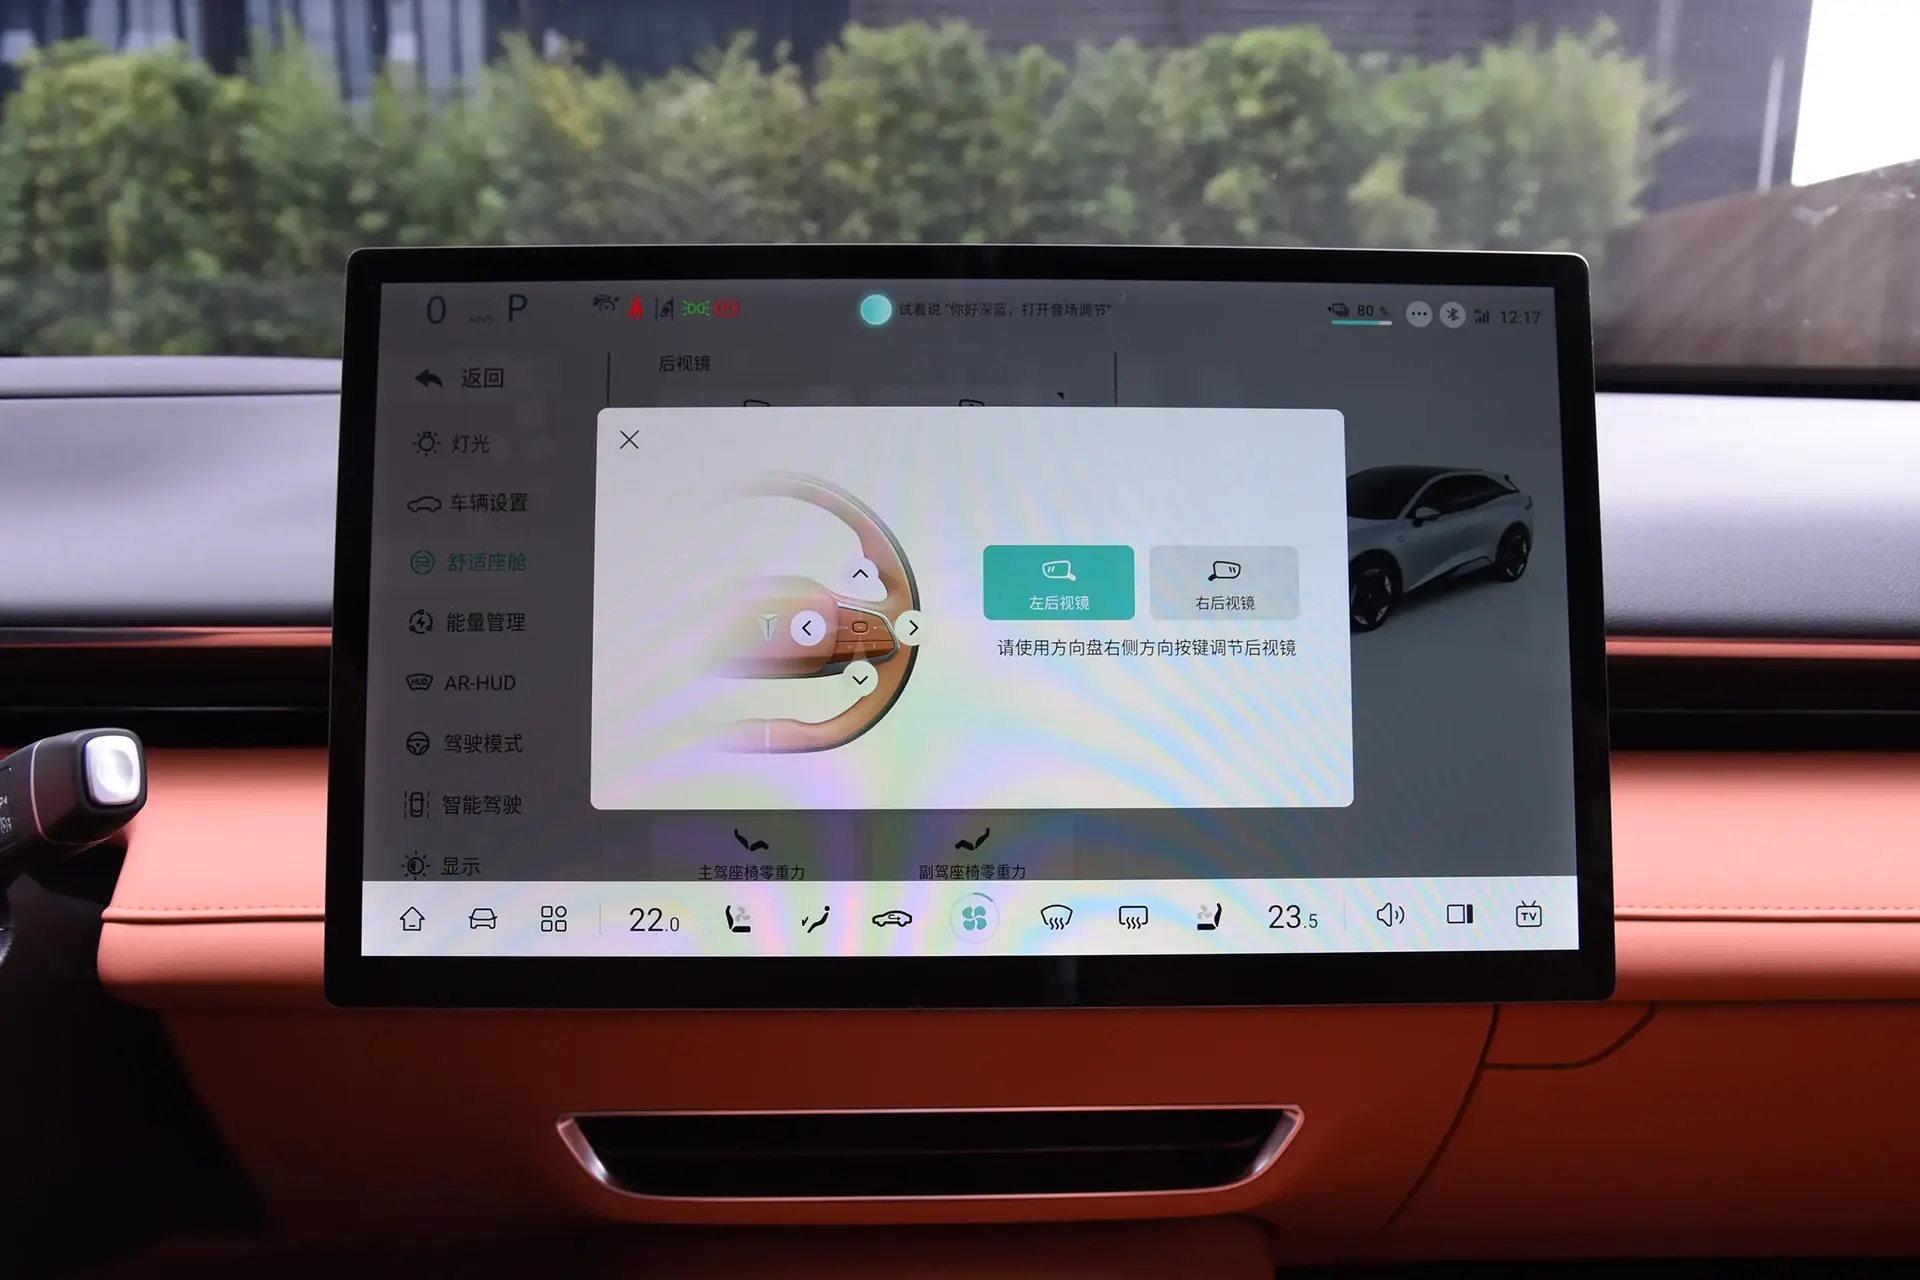 0 km/h P
试着说 "你好深蓝，打开音场调节"
80 %
12:17
返回
后视镜
灯光
车辆设置
舒适座舱
能量管理
HUD AR-HUD
驾驶模式
智能驾驶
显示
左后视镜
右后视镜
请使用方向盘右侧方向按键调节后视镜
主驾座椅零重力
副驾座椅零重力
22.0
23.5
TV